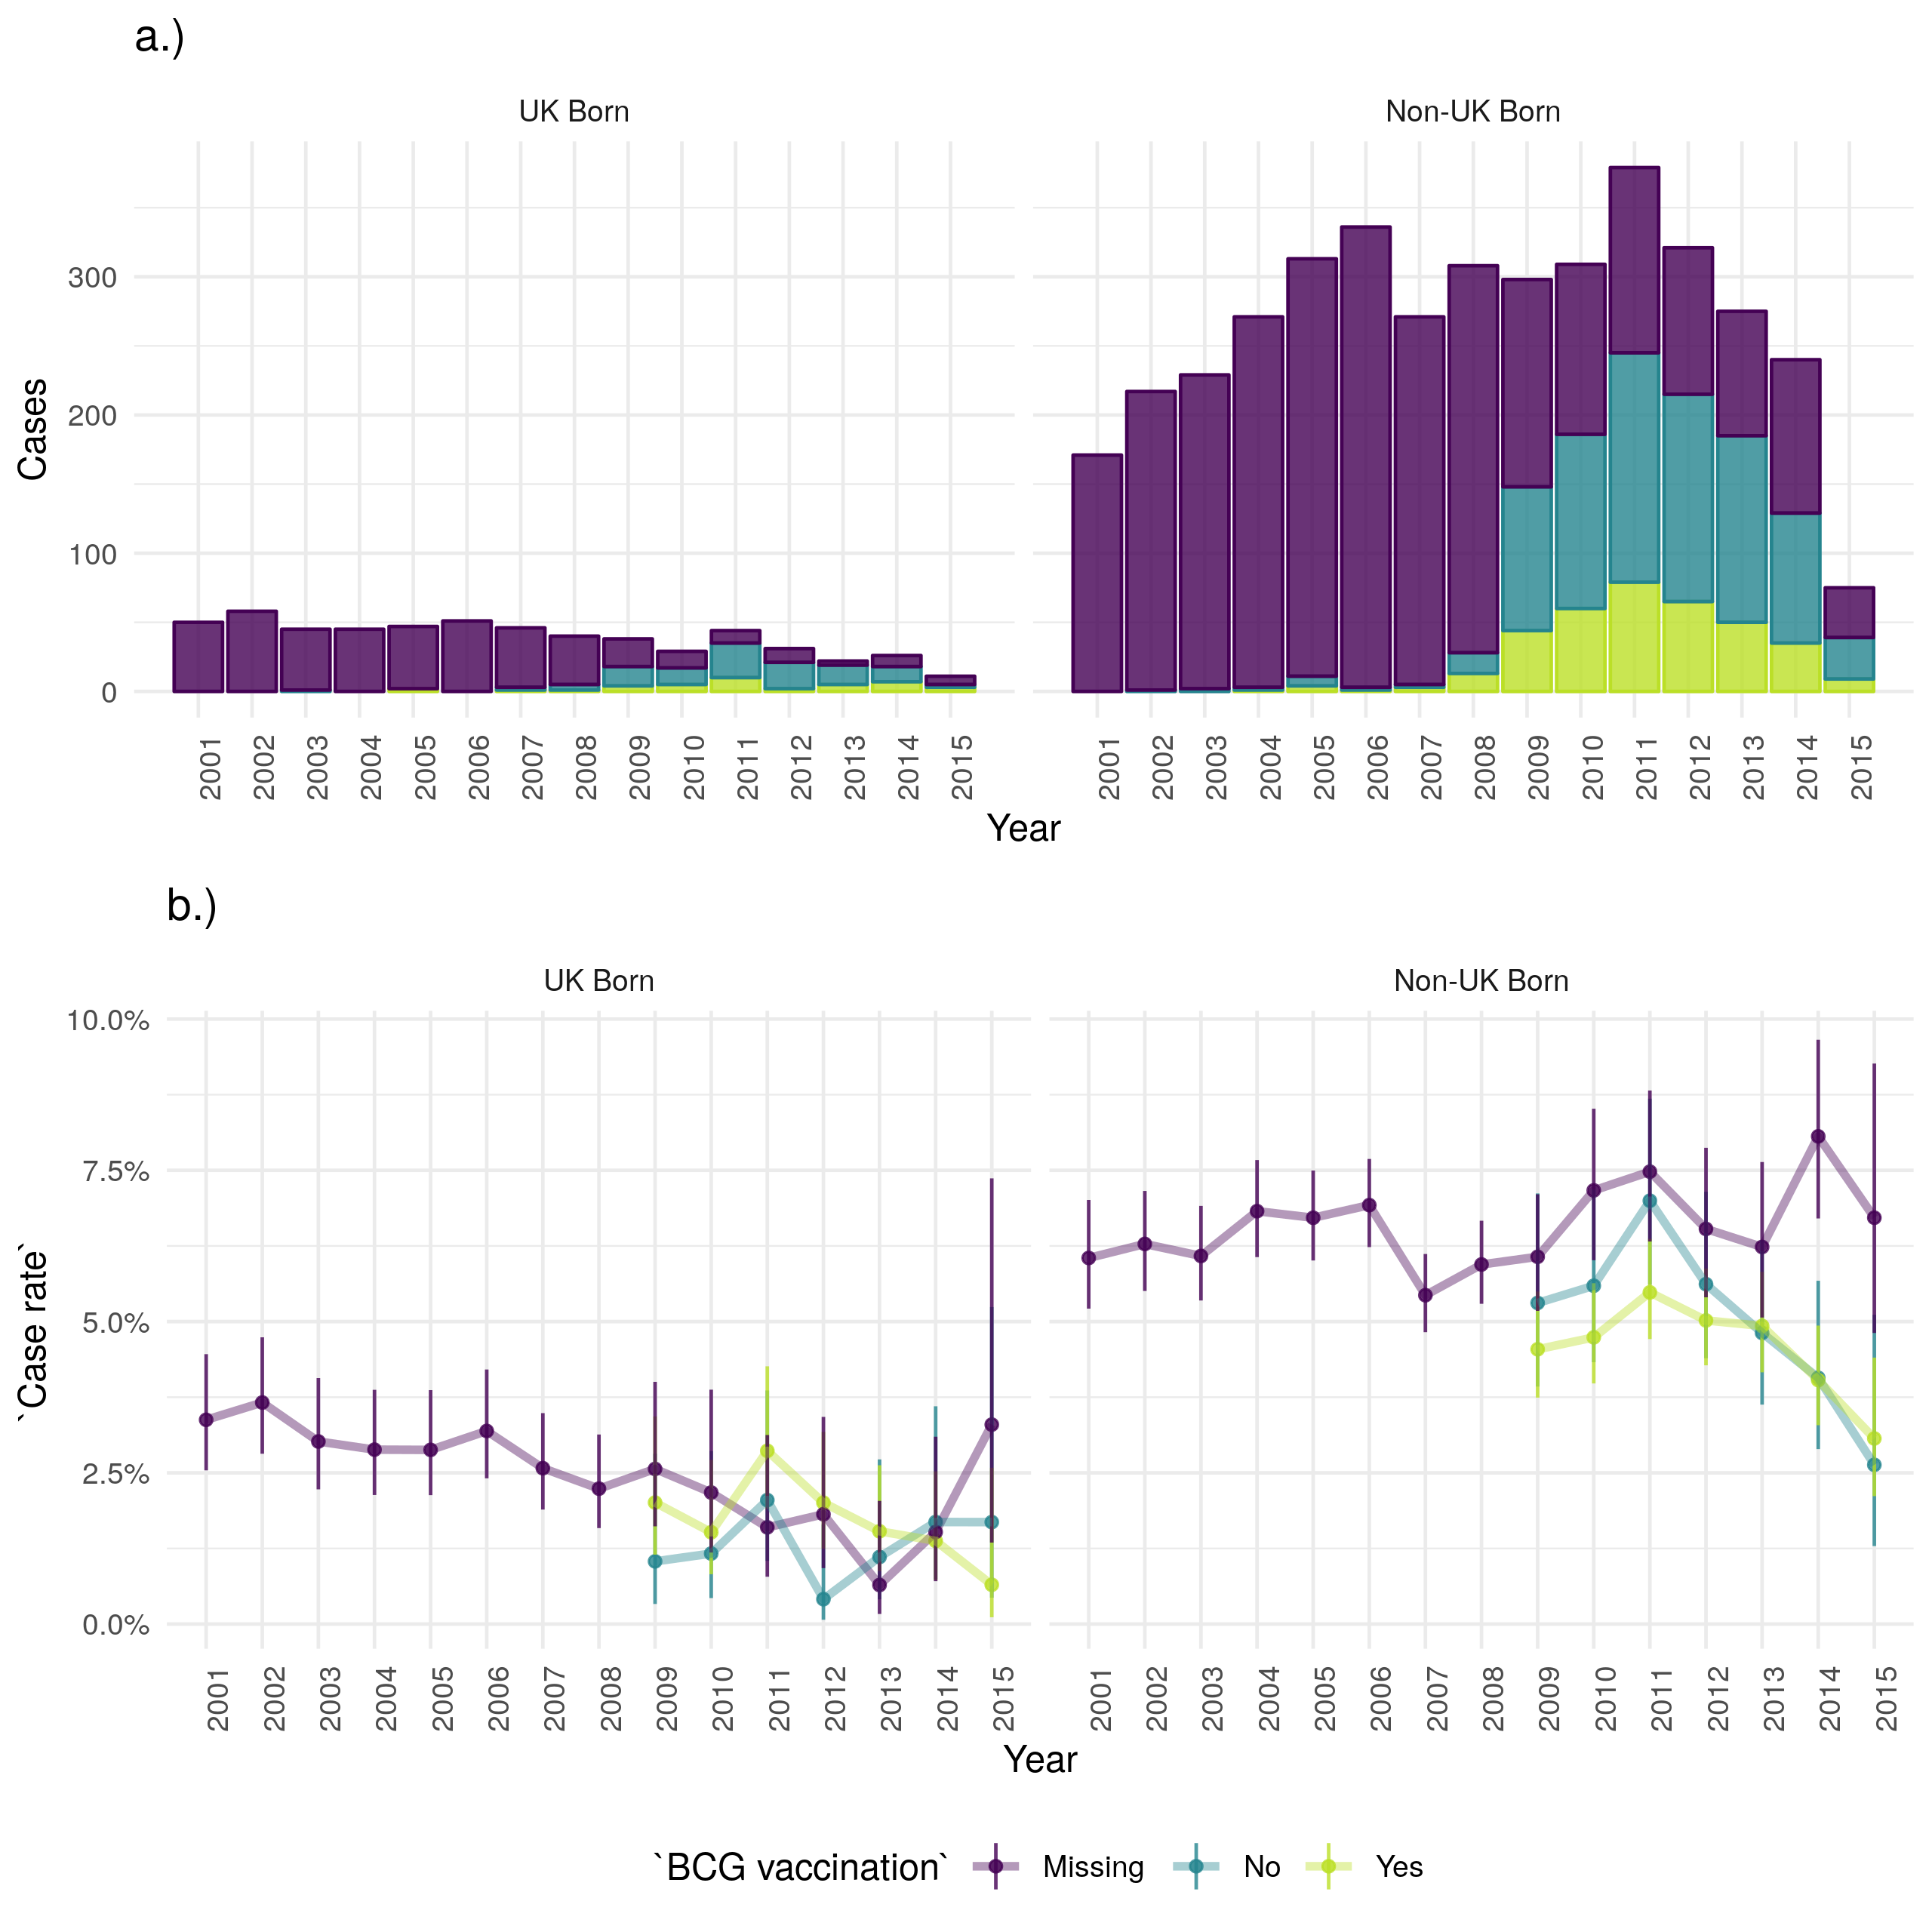 a.)
UK Born Non-UK Born
Cases
300
200
100
0
2001 2002 2003 2004 2005 2006 2007 2008 2009 2010 2011 2012 2013 2014 2015 2001 2002 2003 2004 2005 2006 2007 2008 2009 2010 2011 2012 2013 2014 2015
Year
b.)
UK Born Non-UK Born
`Case rate`
10.0%
7.5%
5.0%
2.5%
0.0%
2001 2002 2003 2004 2005 2006 2007 2008 2009 2010 2011 2012 2013 2014 2015 2001 2002 2003 2004 2005 2006 2007 2008 2009 2010 2011 2012 2013 2014 2015
Year
`BCG vaccination` Missing No Yes